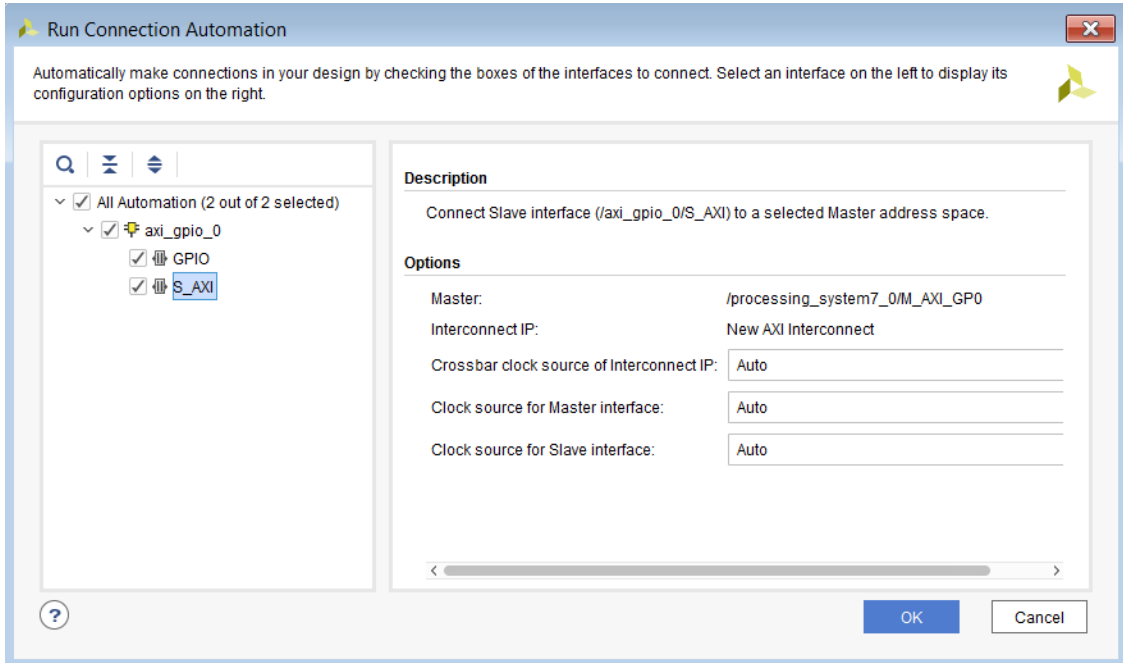 Run Connection Automation
Automatically make connections in your design by checking the boxes of the interfaces to connect. Select an interface on the left to display its
configuration options on the right.
All Automation (2 out of 2 selected)
axi_gpio_0
GPIO
S_AXI
Description
Connect Slave interface (/axi_gpio_0/S_AXI) to a selected Master address space.
Options
Master: /processing_system7_0/M_AXI_GP0
Interconnect IP: New AXI Interconnect
Crossbar clock source of Interconnect IP: Auto
Clock source for Master interface: Auto
Clock source for Slave interface: Auto
?
OK Cancel